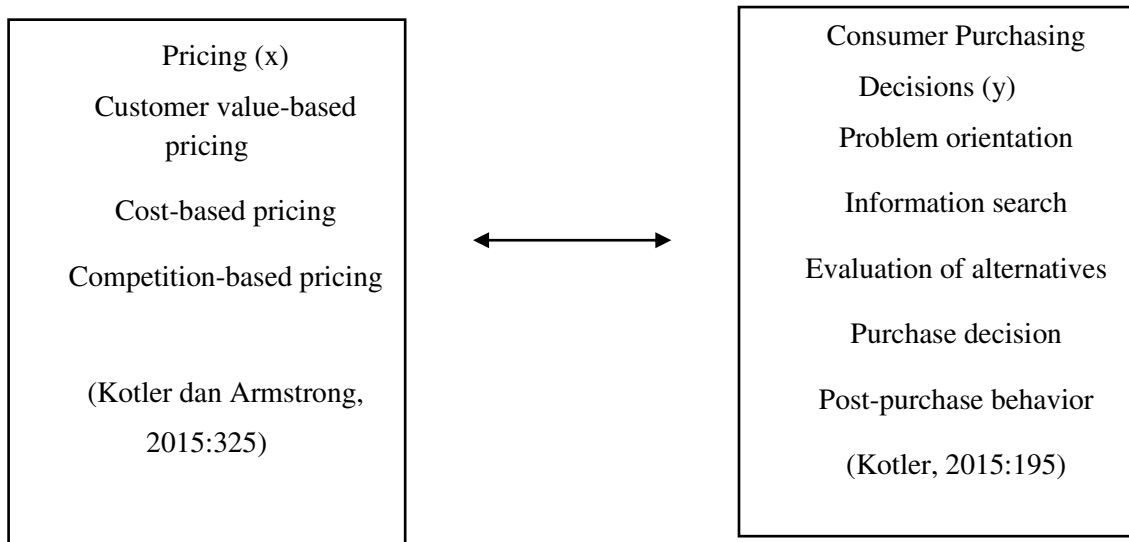 Pricing (x)
Customer value-based
pricing
Cost-based pricing
Competition-based pricing
(Kotler dan Armstrong,
2015:325)
Consumer Purchasing
Decisions (y)
Problem orientation
Information search
Evaluation of alternatives
Purchase decision
Post-purchase behavior
(Kotler, 2015:195)